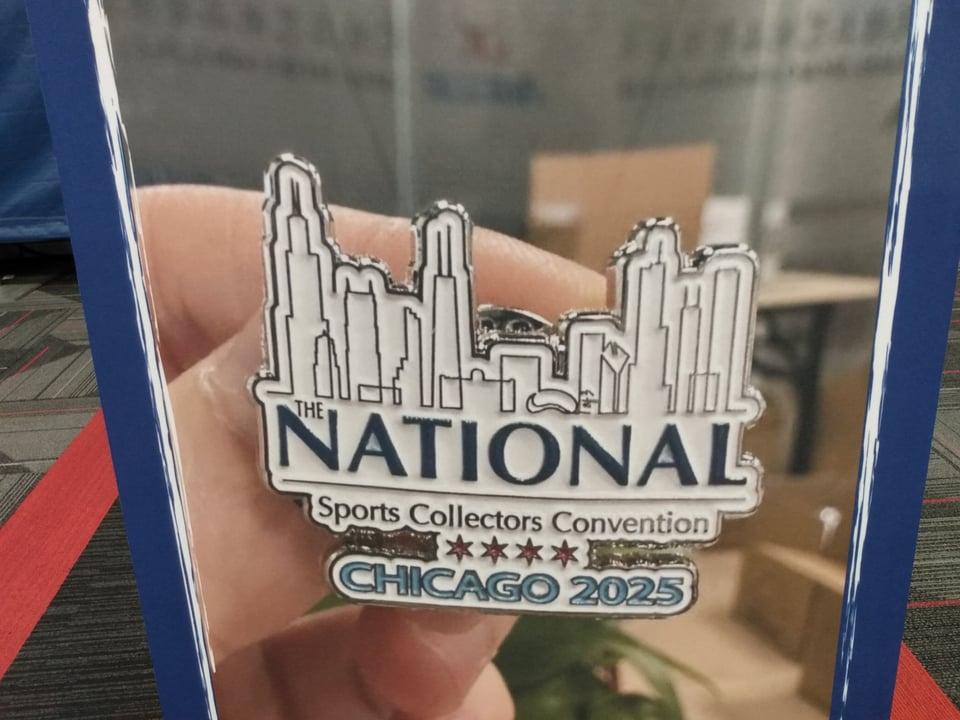 THE
NATIONAL
Sports Collectors Convention
CHICAGO 2025